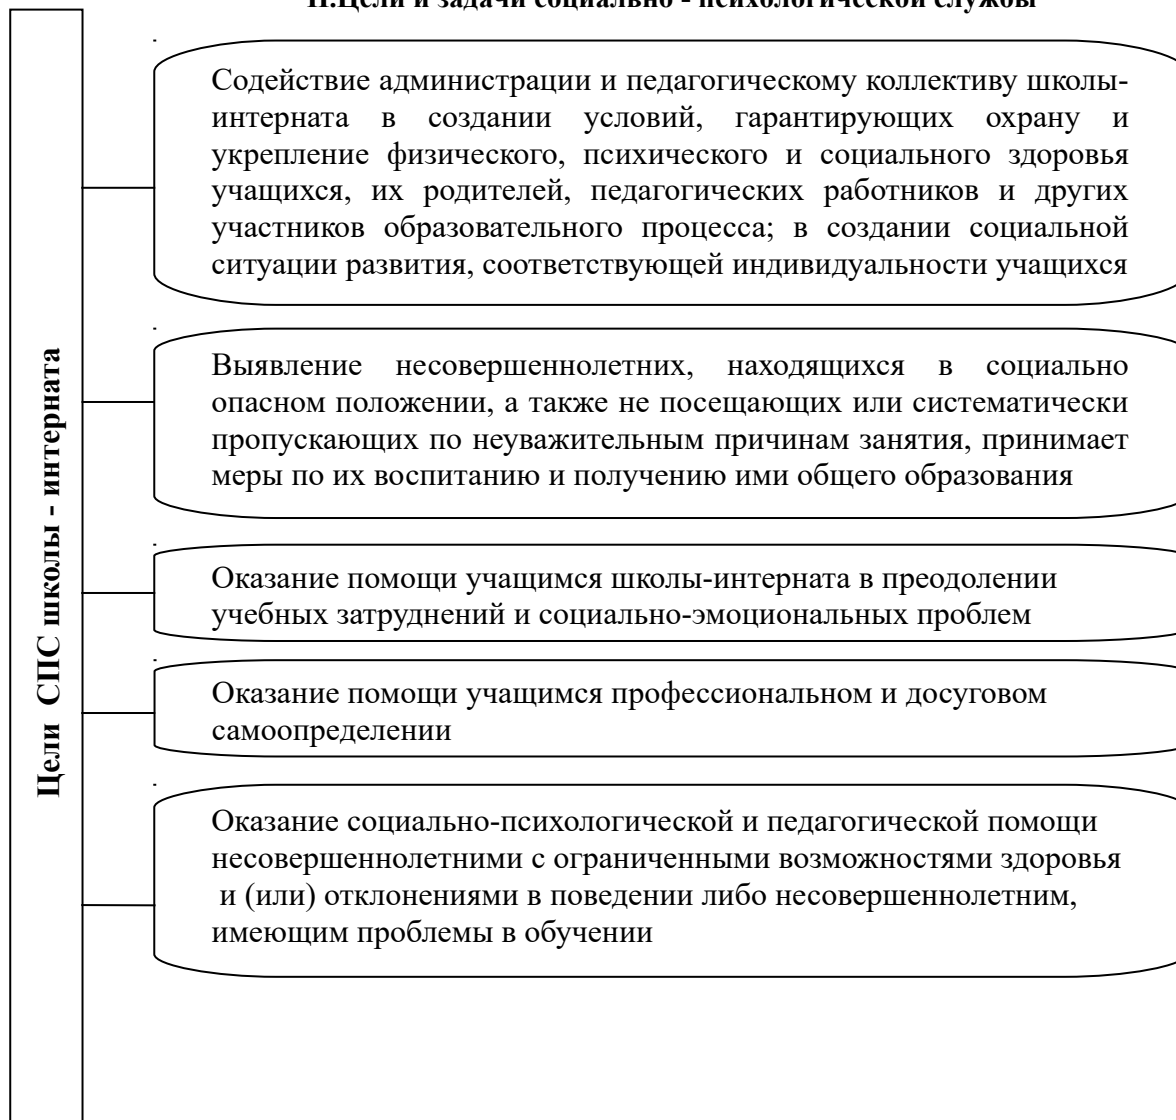 II.Цели и задачи социально - психологической службы
Цели СПС школы - интерната
Содействие администрации и педагогическому коллективу школы-
интерната в создании условий, гарантирующих охрану и
укрепление физического, психического и социального здоровья
учащихся, их родителей, педагогических работников и других
участников образовательного процесса; в создании социальной
ситуации развития, соответствующей индивидуальности учащихся
Выявление несовершеннолетних, находящихся в социально
опасном положении, а также не посещающих или систематически
пропускающих по неуважительным причинам занятия, принимает
меры по их воспитанию и получению ими общего образования
Оказание помощи учащимся школы-интерната в преодолении
учебных затруднений и социально-эмоциональных проблем
Оказание помощи учащимся профессиональном и досуговом
самоопределении
Оказание социально-психологической и педагогической помощи
несовершеннолетними с ограниченными возможностями здоровья
и (или) отклонениями в поведении либо несовершеннолетним,
имеющим проблемы в обучении